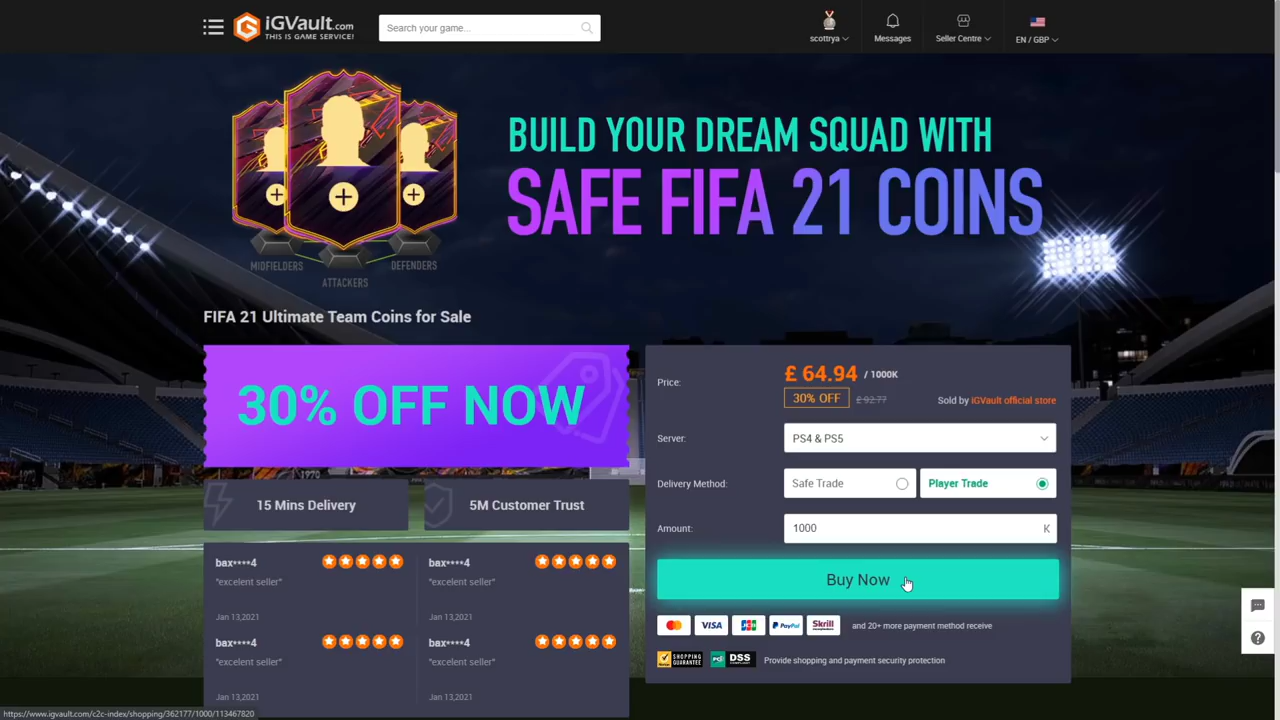 iGVault.com
THIS IS GAME SERVICE!
Search your game...
scottrya
Messages
Seller Centre
EN / GBP
BUILD YOUR DREAM SQUAD WITH
SAFE FIFA 21 COINS
MIDFIELDERS
ATTACKERS
DEFENDERS
FIFA 21 Ultimate Team Coins for Sale
30% OFF NOW
15 Mins Delivery
5M Customer Trust
bax****4
"excelent seller"
Jan 13,2021
bax****4
"excelent seller"
Jan 13,2021
bax****4
"excelent seller"
Jan 13,2021
bax****4
"excelent seller"
Jan 13,2021
Price:
£ 64.94 / 1000K
30% OFF £ 92.77
Sold by iGVault official store
Server:
PS4 & PS5
Delivery Method:
Safe Trade
Player Trade
Amount:
1000 K
Buy Now
VISA
JCB
PayPal
Skrill
and 20+ more payment method receive
SHOPPING GUARANTEE
PCI DSS COMPLIANT
Provide shopping and payment security protection
https://www.igvault.com/c2c-index/shopping/362177/1000/113467820